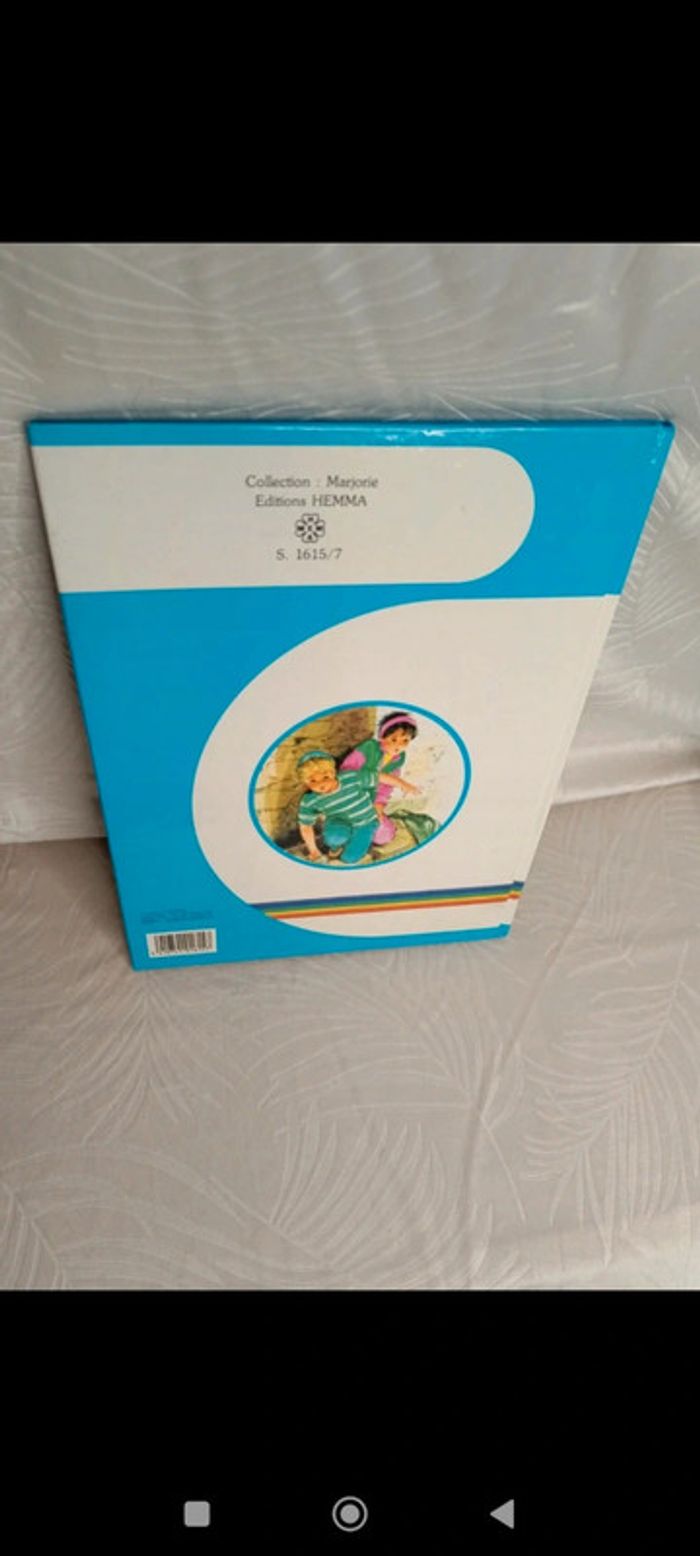 Collection : Marjorie
Editions HEMMA
S. 1615/7